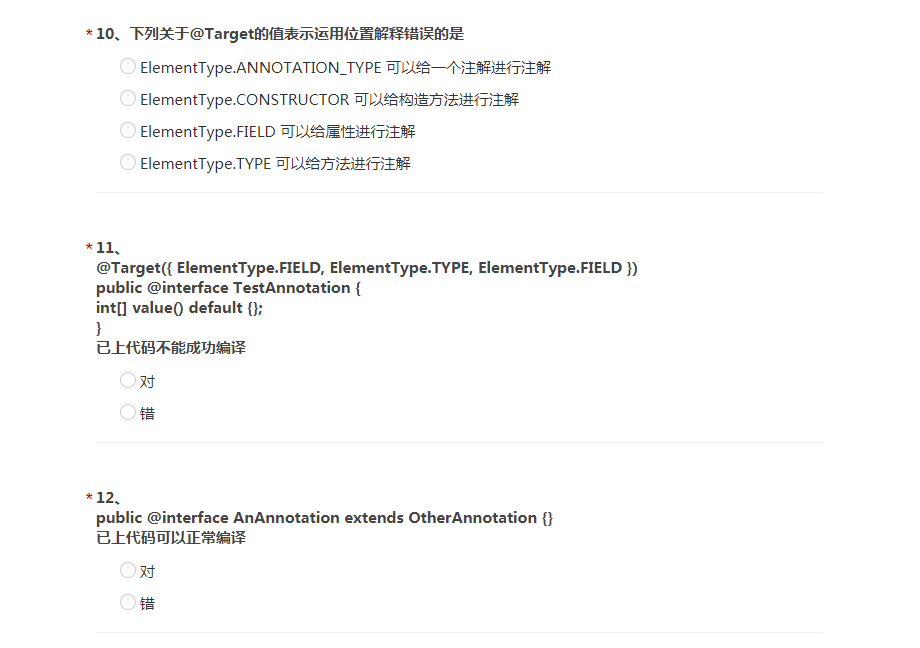 * 10、下列关于@Target的值表示运用位置解释错误的是
ElementType.ANNOTATION_TYPE 可以给一个注解进行注解
ElementType.CONSTRUCTOR 可以给构造方法进行注解
ElementType.FIELD 可以给属性进行注解
ElementType.TYPE 可以给方法进行注解
* 11、
@Target({ ElementType.FIELD, ElementType.TYPE, ElementType.FIELD })
public @interface TestAnnotation {
int[] value() default {};
}
已上代码不能成功编译
对
错
* 12、
public @interface AnAnnotation extends OtherAnnotation {}
已上代码可以正常编译
对
错